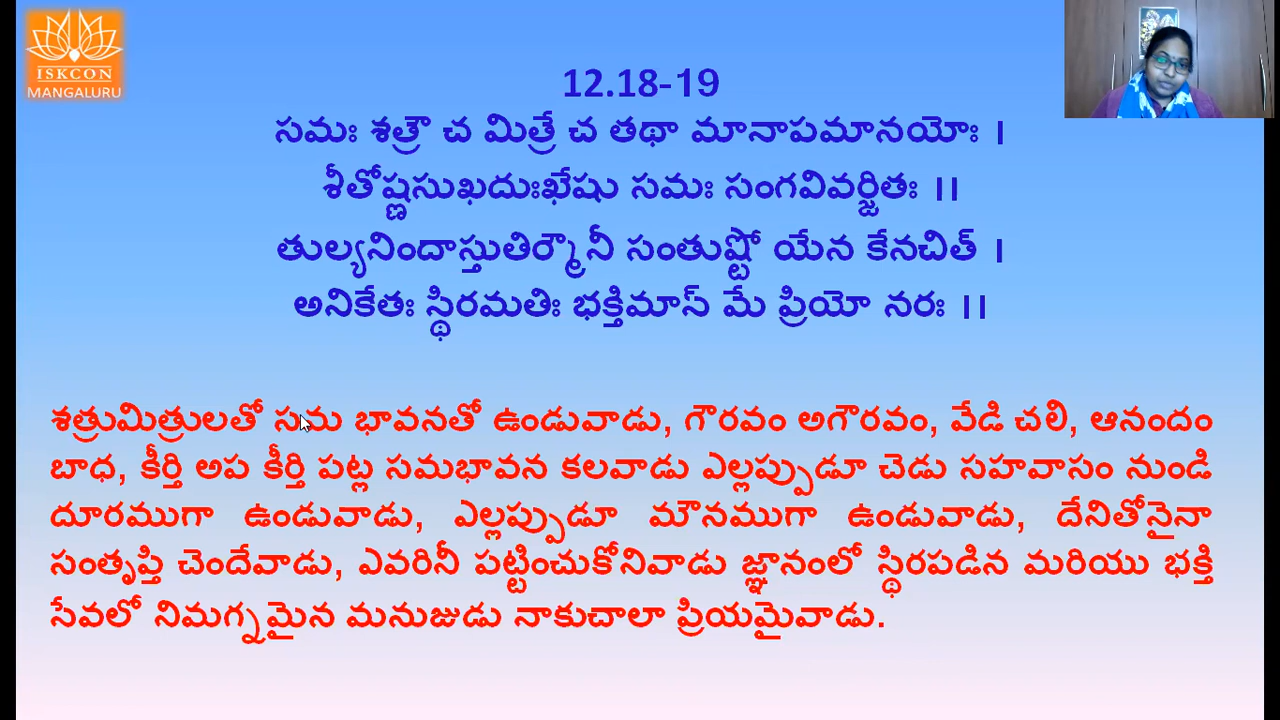 ISKCON
MANGALURU
12.18-19
సమః శత్రౌ చ మిత్రే చ తథా మానాపమానయోః ।
శీతోష్ణసుఖదుఃఖేషు సమః సంగవివర్జితః ।।
తుల్యనిందాస్తుతిర్మౌనీ సంతుష్టో యేన కేనచిత్ ।
అనికేతః స్థిరమతిః భక్తిమాస్ మే ప్రియో నరః ।।
శత్రుమిత్రులతో సమ భావనతో ఉండువాడు, గౌరవం అగౌరవం, వేడి చలి, ఆనందం
బాధ, కీర్తి అప కీర్తి పట్ల సమభావన కలవాడు ఎల్లప్పుడూ చెడు సహవాసం నుండి
దూరముగా ఉండువాడు, ఎల్లప్పుడూ మౌనముగా ఉండువాడు, దేనితోనైనా
సంతృప్తి చెందేవాడు, ఎవరినీ పట్టించుకోనివాడు జ్ఞానంలో స్థిరపడిన మరియు భక్తి
సేవలో నిమగ్నమైన మనుజుడు నాకుచాలా ప్రియమైవాడు.